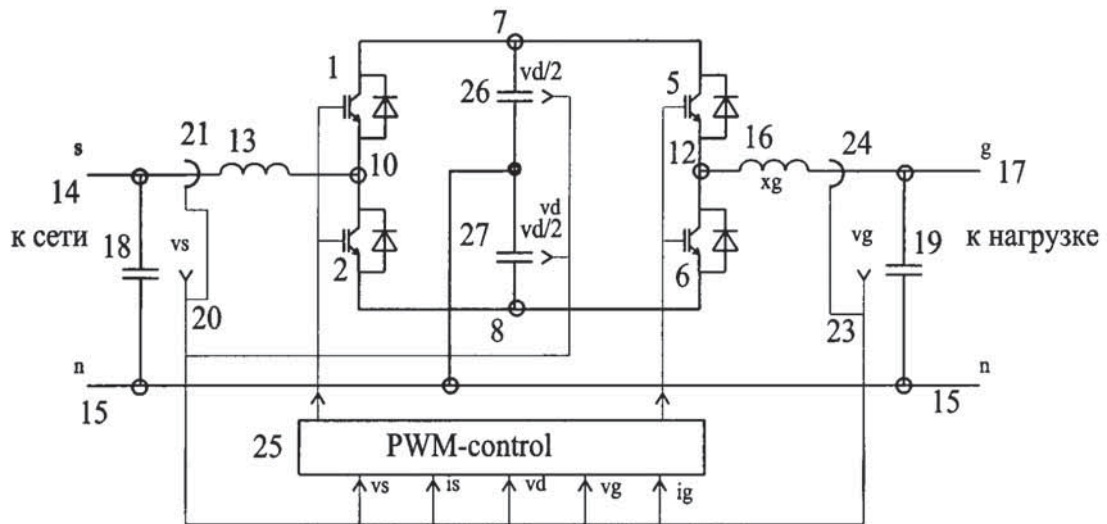 7
1
vd/2
26
5
21
13
s
10
12
16
xg
24
g
17
14
к сети
18
vs
2
27
vd
vd/2
6
vg
19
к нагрузке
20
8
23
n
15
n
15
25
PWM-control
vs
is
vd
vg
ig